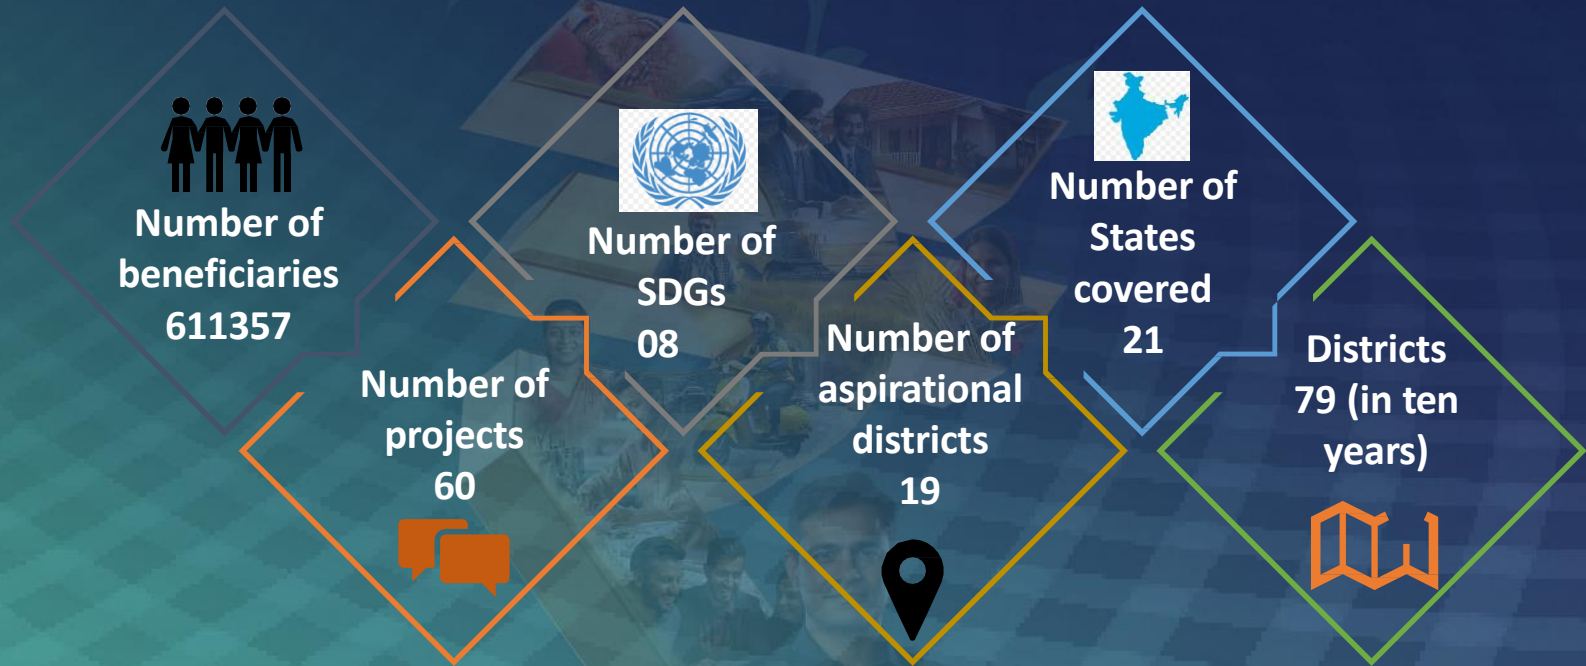 Number of
beneficiaries
611357
Number of
projects
60
Number of
SDGs
08
Number of
aspirational
districts
19
Number of
States
covered
21
Districts
79 (in ten
years)